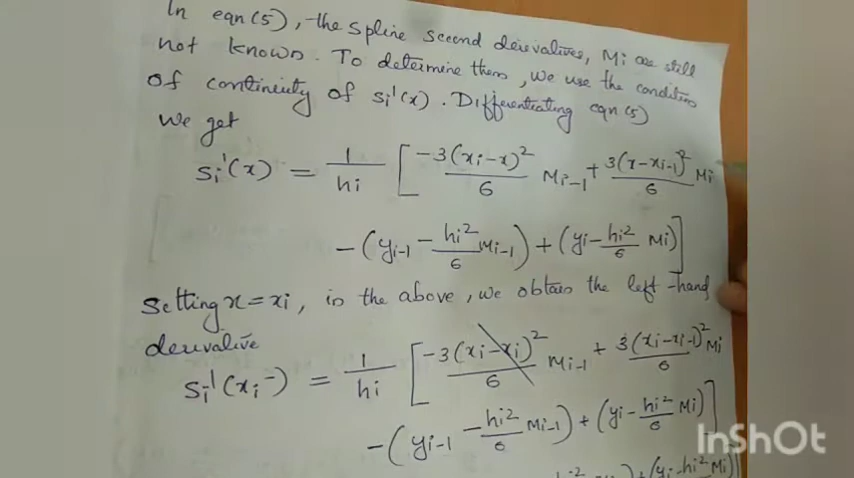 In eqn(5), the spline second derivatives, Mi are still
not known. To determine them, we use the condition
of continuity of si'(x). Differentiating eqn(5)
we get
si'(x) = 1/hi [ -3(xi-x)²/6 Mi-1 + 3(x-xi-1)²/6 Mi
- (yi-1 - hi²/6 Mi-1) + (yi - hi²/6 Mi) ]
Setting x=xi, in the above, we obtain the left-hand
derivative
si'(xi-) = 1/hi [ -3(xi-xi)²/6 Mi-1 + 3(xi-xi-1)²/6 Mi
- (yi-1 - hi²/6 Mi-1) + (yi - hi²/6 Mi) ]
InShOt